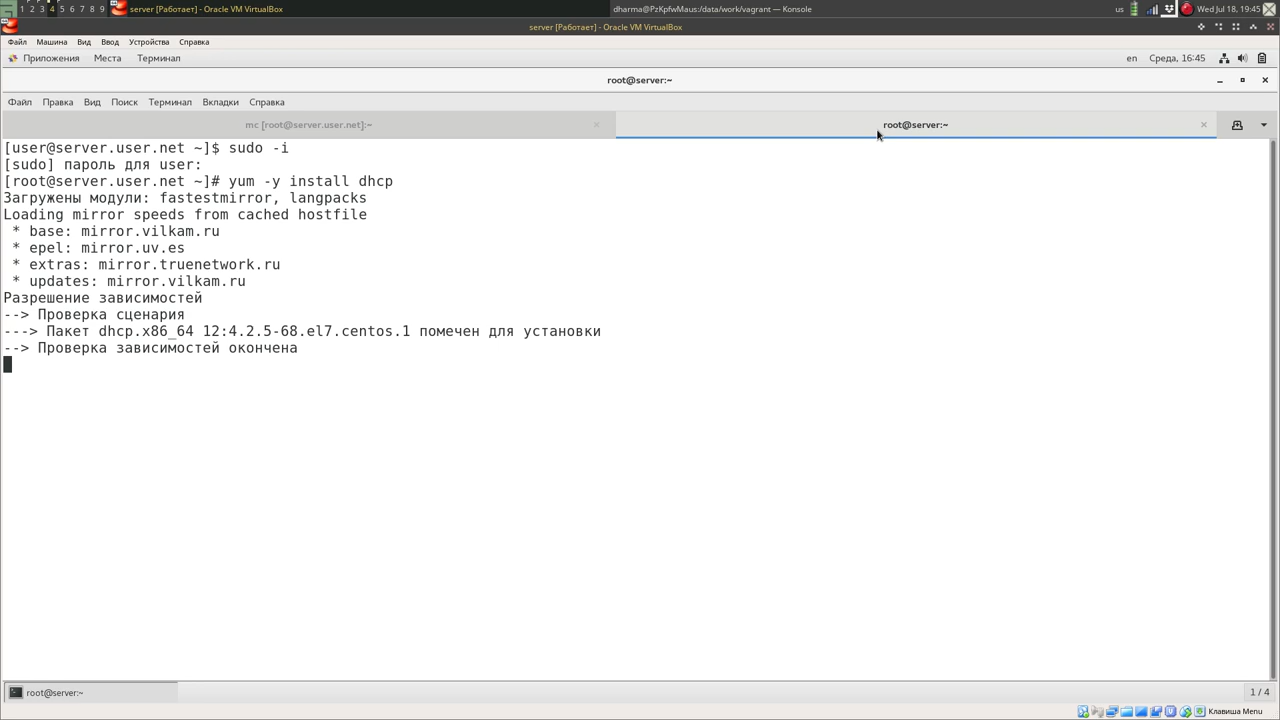 1 2 3 4 5 6 7 8 9 server [Работает] - Oracle VM VirtualBox dharma@PzKpfwMaus:/data/work/vagrant — Konsole us Wed Jul 18, 19:45
server [Работает] - Oracle VM VirtualBox
Файл Машина Вид Ввод Устройства Справка
Приложения Места Терминал en Среда, 16:45
root@server:~
Файл Правка Вид Поиск Терминал Вкладки Справка
mc [root@server.user.net]:~ root@server:~
[user@server.user.net ~]$ sudo -i
[sudo] пароль для user:
[root@server.user.net ~]# yum -y install dhcp
Загружены модули: fastestmirror, langpacks
Loading mirror speeds from cached hostfile
 * base: mirror.vilkam.ru
 * epel: mirror.uv.es
 * extras: mirror.truenetwork.ru
 * updates: mirror.vilkam.ru
Разрешение зависимостей
--> Проверка сценария
---> Пакет dhcp.x86_64 12:4.2.5-68.el7.centos.1 помечен для установки
--> Проверка зависимостей окончена
root@server:~ 1 / 4
Клавиша Menu